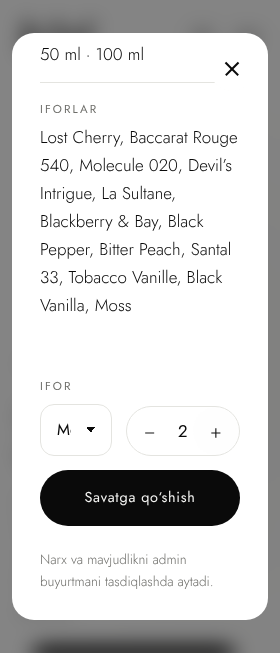 50 ml · 100 ml
IFORLAR
Lost Cherry, Baccarat Rouge
540, Molecule 020, Devil's
Intrigue, La Sultane,
Blackberry & Bay, Black
Pepper, Bitter Peach, Santal
33, Tobacco Vanille, Black
Vanilla, Moss
IFOR
− 2 +
Savatga qo'shish
Narx va mavjudlikni admin
buyurtmani tasdiqlashda aytadi.